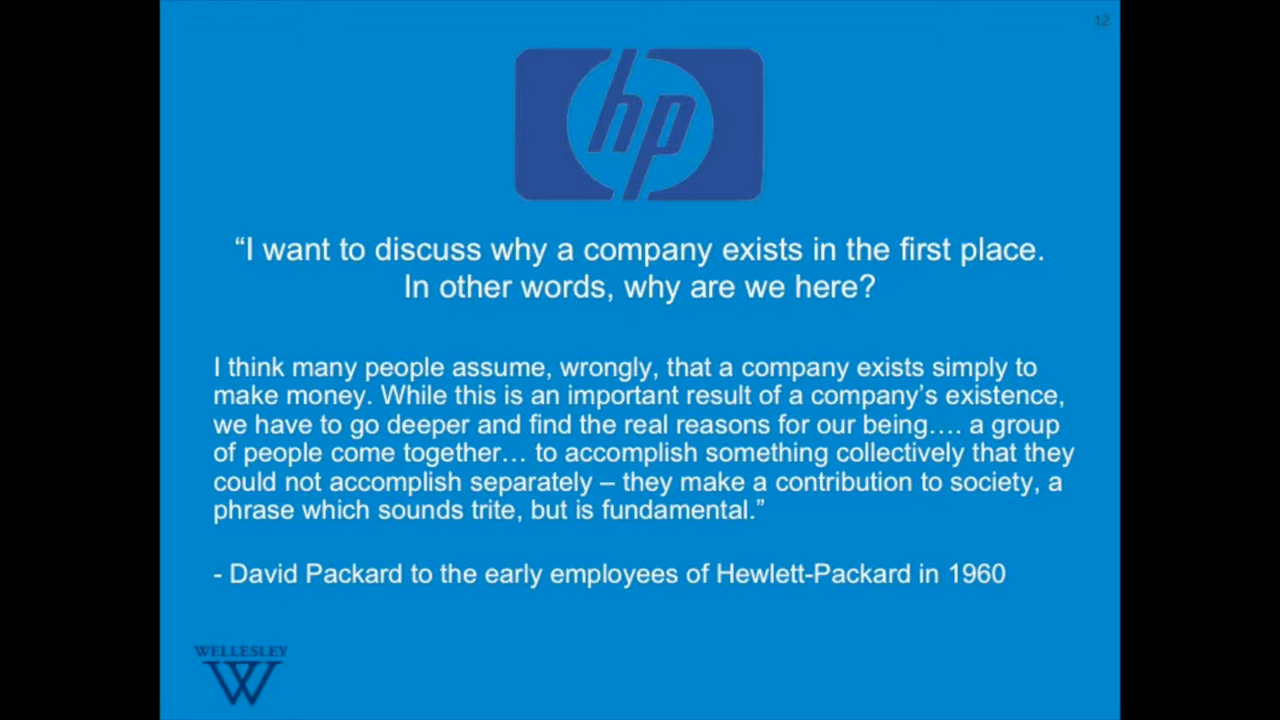 12
hp
“I want to discuss why a company exists in the first place.
In other words, why are we here?
I think many people assume, wrongly, that a company exists simply to
make money. While this is an important result of a company’s existence,
we have to go deeper and find the real reasons for our being…. a group
of people come together… to accomplish something collectively that they
could not accomplish separately – they make a contribution to society, a
phrase which sounds trite, but is fundamental.”
- David Packard to the early employees of Hewlett-Packard in 1960
WELLESLEY
W